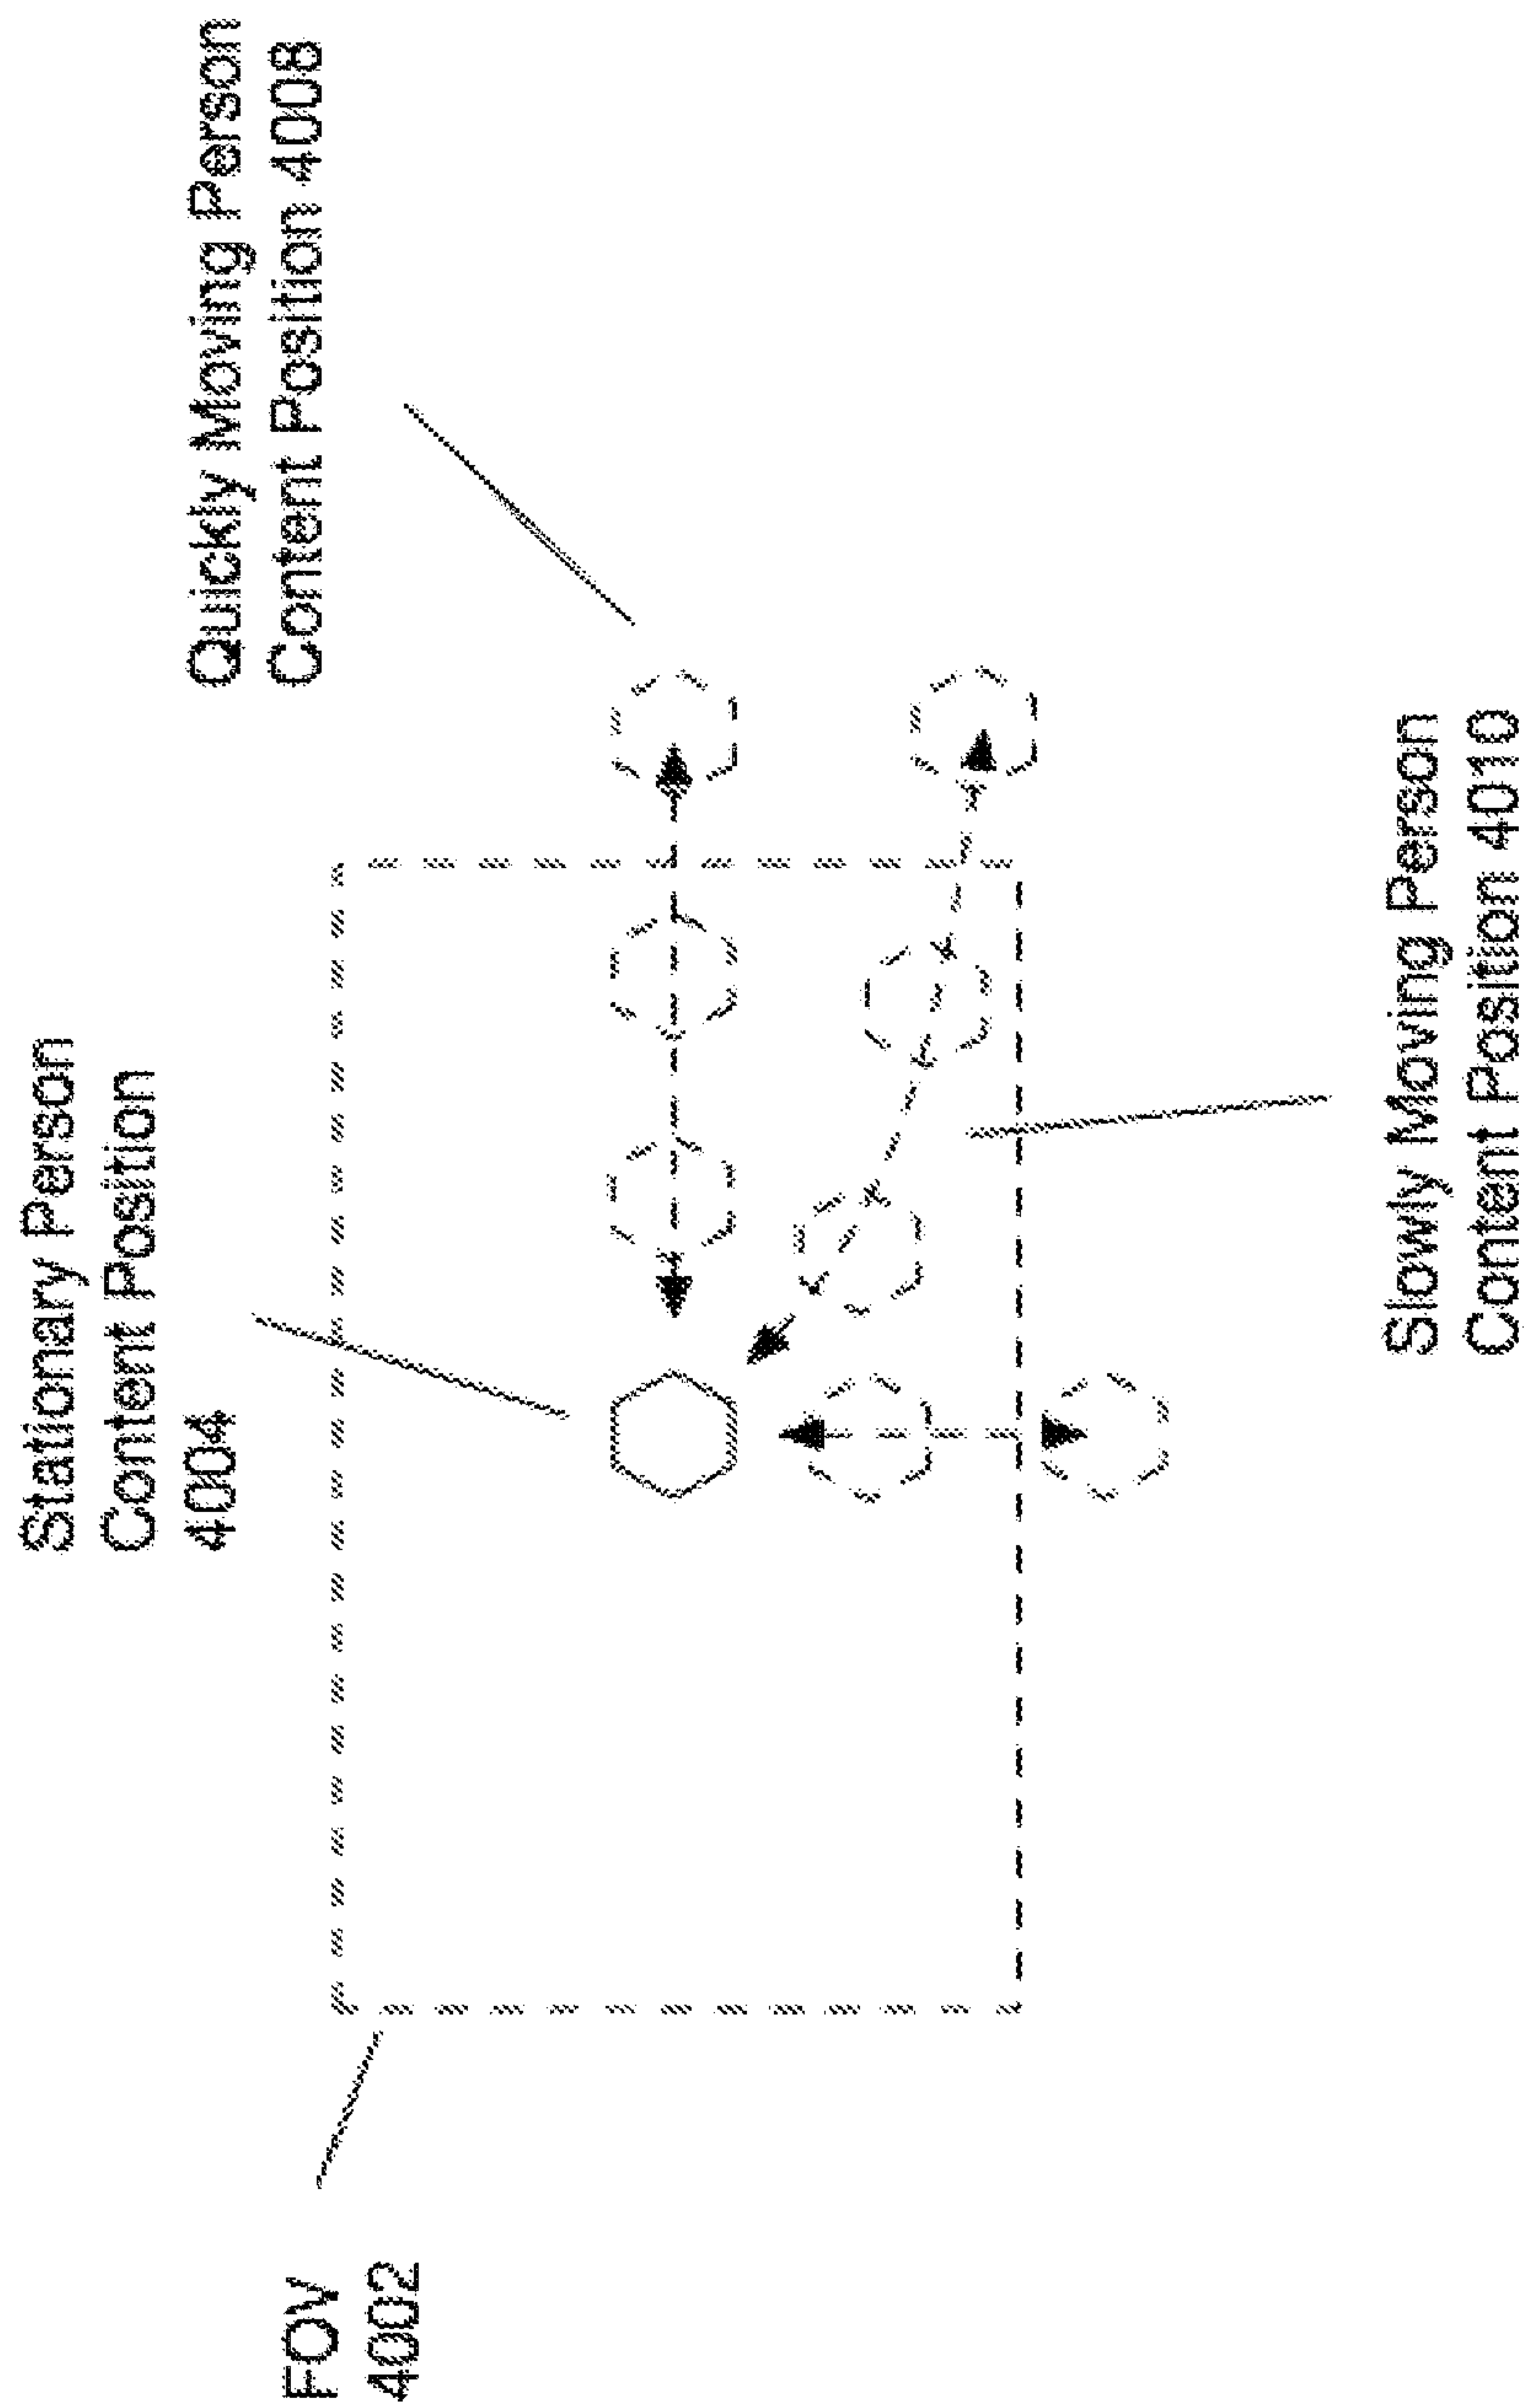 Stationary Person
Content Position
4004
Quickly Moving Person
Content Position 4008
FOV
4002
Slowly Moving Person
Content Position 4010